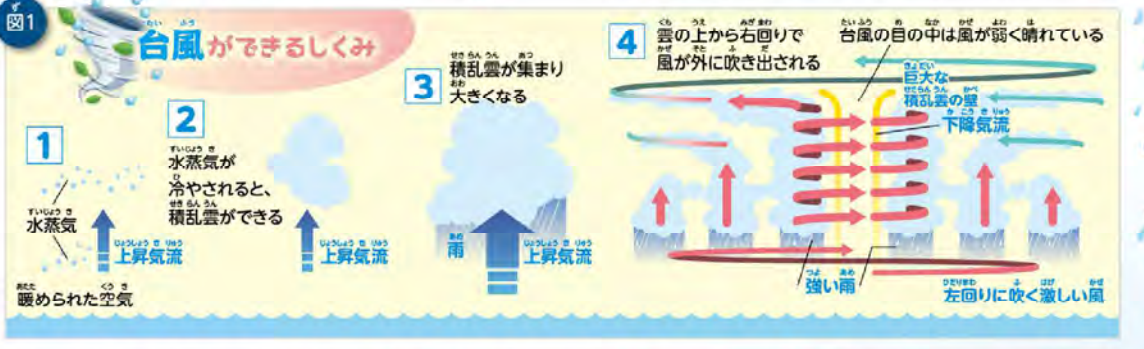 図1
台風ができるしくみ
1
水蒸気
上昇気流
暖められた空気
2
水蒸気が
冷やされると、
積乱雲ができる
上昇気流
3
積乱雲が集まり
大きくなる
雨
上昇気流
4
雲の上から右回りで
風が外に吹き出される
台風の目の中は風が弱く晴れている
巨大な
積乱雲の壁
下降気流
強い雨
左回りに吹く激しい風